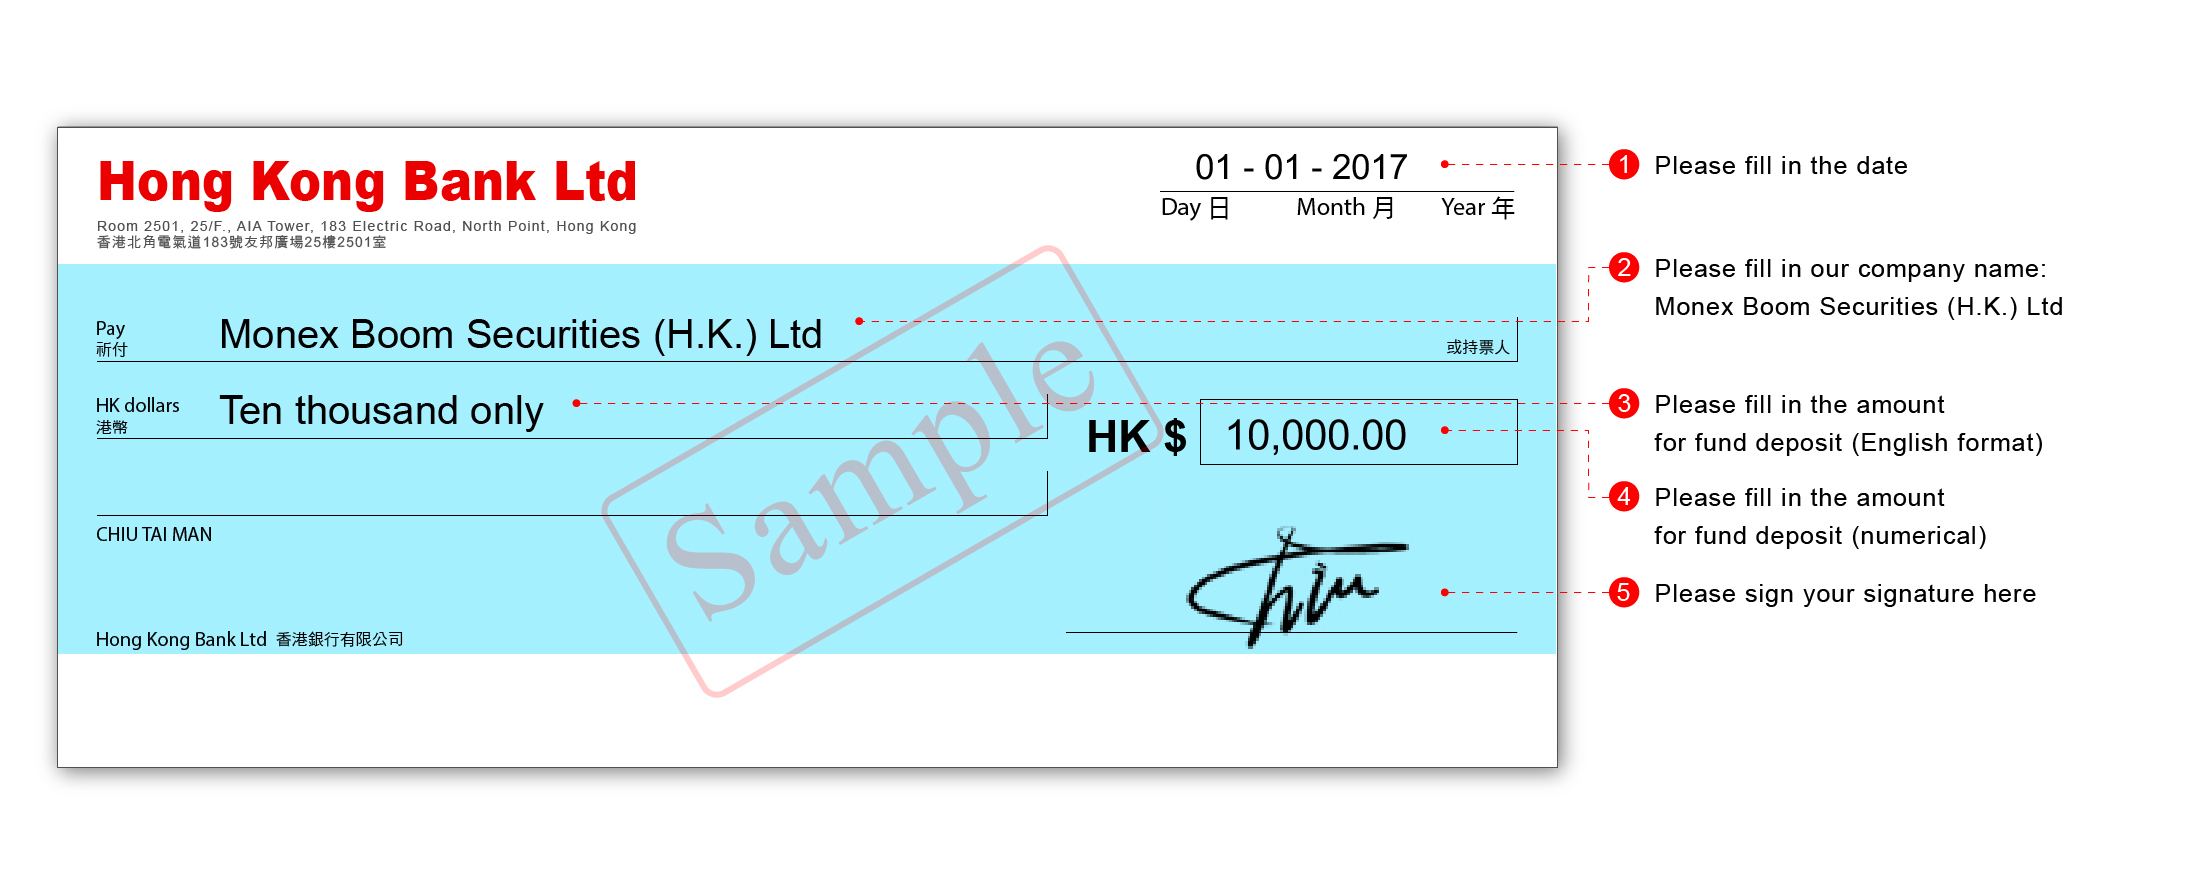 Hong Kong Bank Ltd
Room 2501, 25/F., AIA Tower, 183 Electric Road, North Point, Hong Kong
香港北角電氣道183號友邦廣場25樓2501室
01 - 01 - 2017
Day 日 Month 月 Year 年
1 Please fill in the date
2 Please fill in our company name:
Monex Boom Securities (H.K.) Ltd
Pay
祈付
Monex Boom Securities (H.K.) Ltd
或持票人
HK dollars
港幣
Ten thousand only
HK $ 10,000.00
3 Please fill in the amount
for fund deposit (English format)
4 Please fill in the amount
for fund deposit (numerical)
Sample
CHIU TAI MAN
Chiu
5 Please sign your signature here
Hong Kong Bank Ltd 香港銀行有限公司